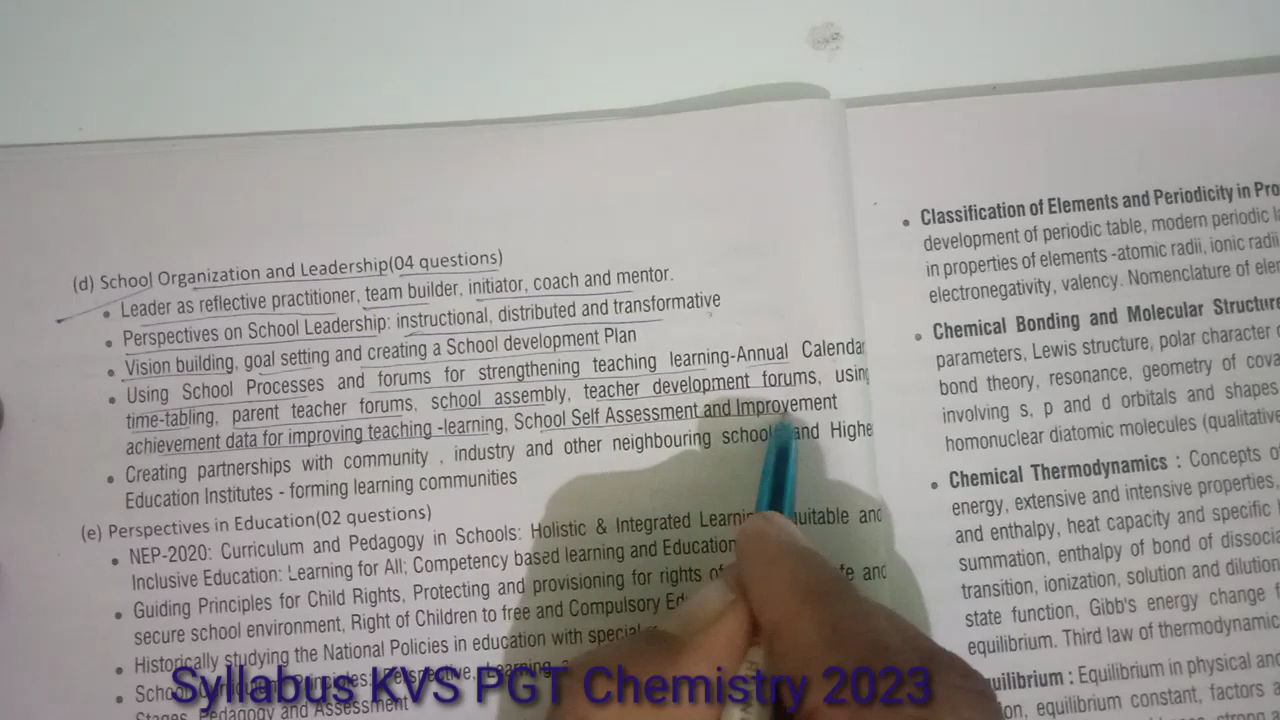 (d) School Organization and Leadership(04 questions)
• Leader as reflective practitioner, team builder, initiator, coach and mentor.
• Perspectives on School Leadership: instructional, distributed and transformative
• Vision building, goal setting and creating a School development Plan
• Using School Processes and forums for strengthening teaching learning-Annual Calendar
time-tabling, parent teacher forums, school assembly, teacher development forums, using
achievement data for improving teaching -learning, School Self Assessment and Improvement
• Creating partnerships with community , industry and other neighbouring school and Highe
Education Institutes - forming learning communities
(e) Perspectives in Education(02 questions)
• NEP-2020: Curriculum and Pedagogy in Schools: Holistic & Integrated Learning and
Inclusive Education: Learning for All; Competency based learning and Education
• Guiding Principles for Child Rights, Protecting and provisioning for rights of and
secure school environment, Right of Children to free and Compulsory
• Historically studying the National Policies in education with special
• School
Stages, Pedagogy and Assessment
• Classification of Elements and Periodicity in Pro
development of periodic table, modern periodic
in properties of elements -atomic radii, ionic radii
electronegativity, valency. Nomenclature of eler
• Chemical Bonding and Molecular Structure
parameters, Lewis structure, polar character
bond theory, resonance, geometry of cova
involving s, p and d orbitals and shapes
homonuclear diatomic molecules (qualitative
• Chemical Thermodynamics : Concepts of
energy, extensive and intensive properties,
and enthalpy, heat capacity and specific
summation, enthalpy of bond of dissocia
transition, ionization, solution and dilution
state function, Gibb's energy change f
equilibrium. Third law of thermodynamic
uilibrium : Equilibrium in physical and
on, equilibrium constant, factors a
Syllabus KVS PGT Chemistry 2023